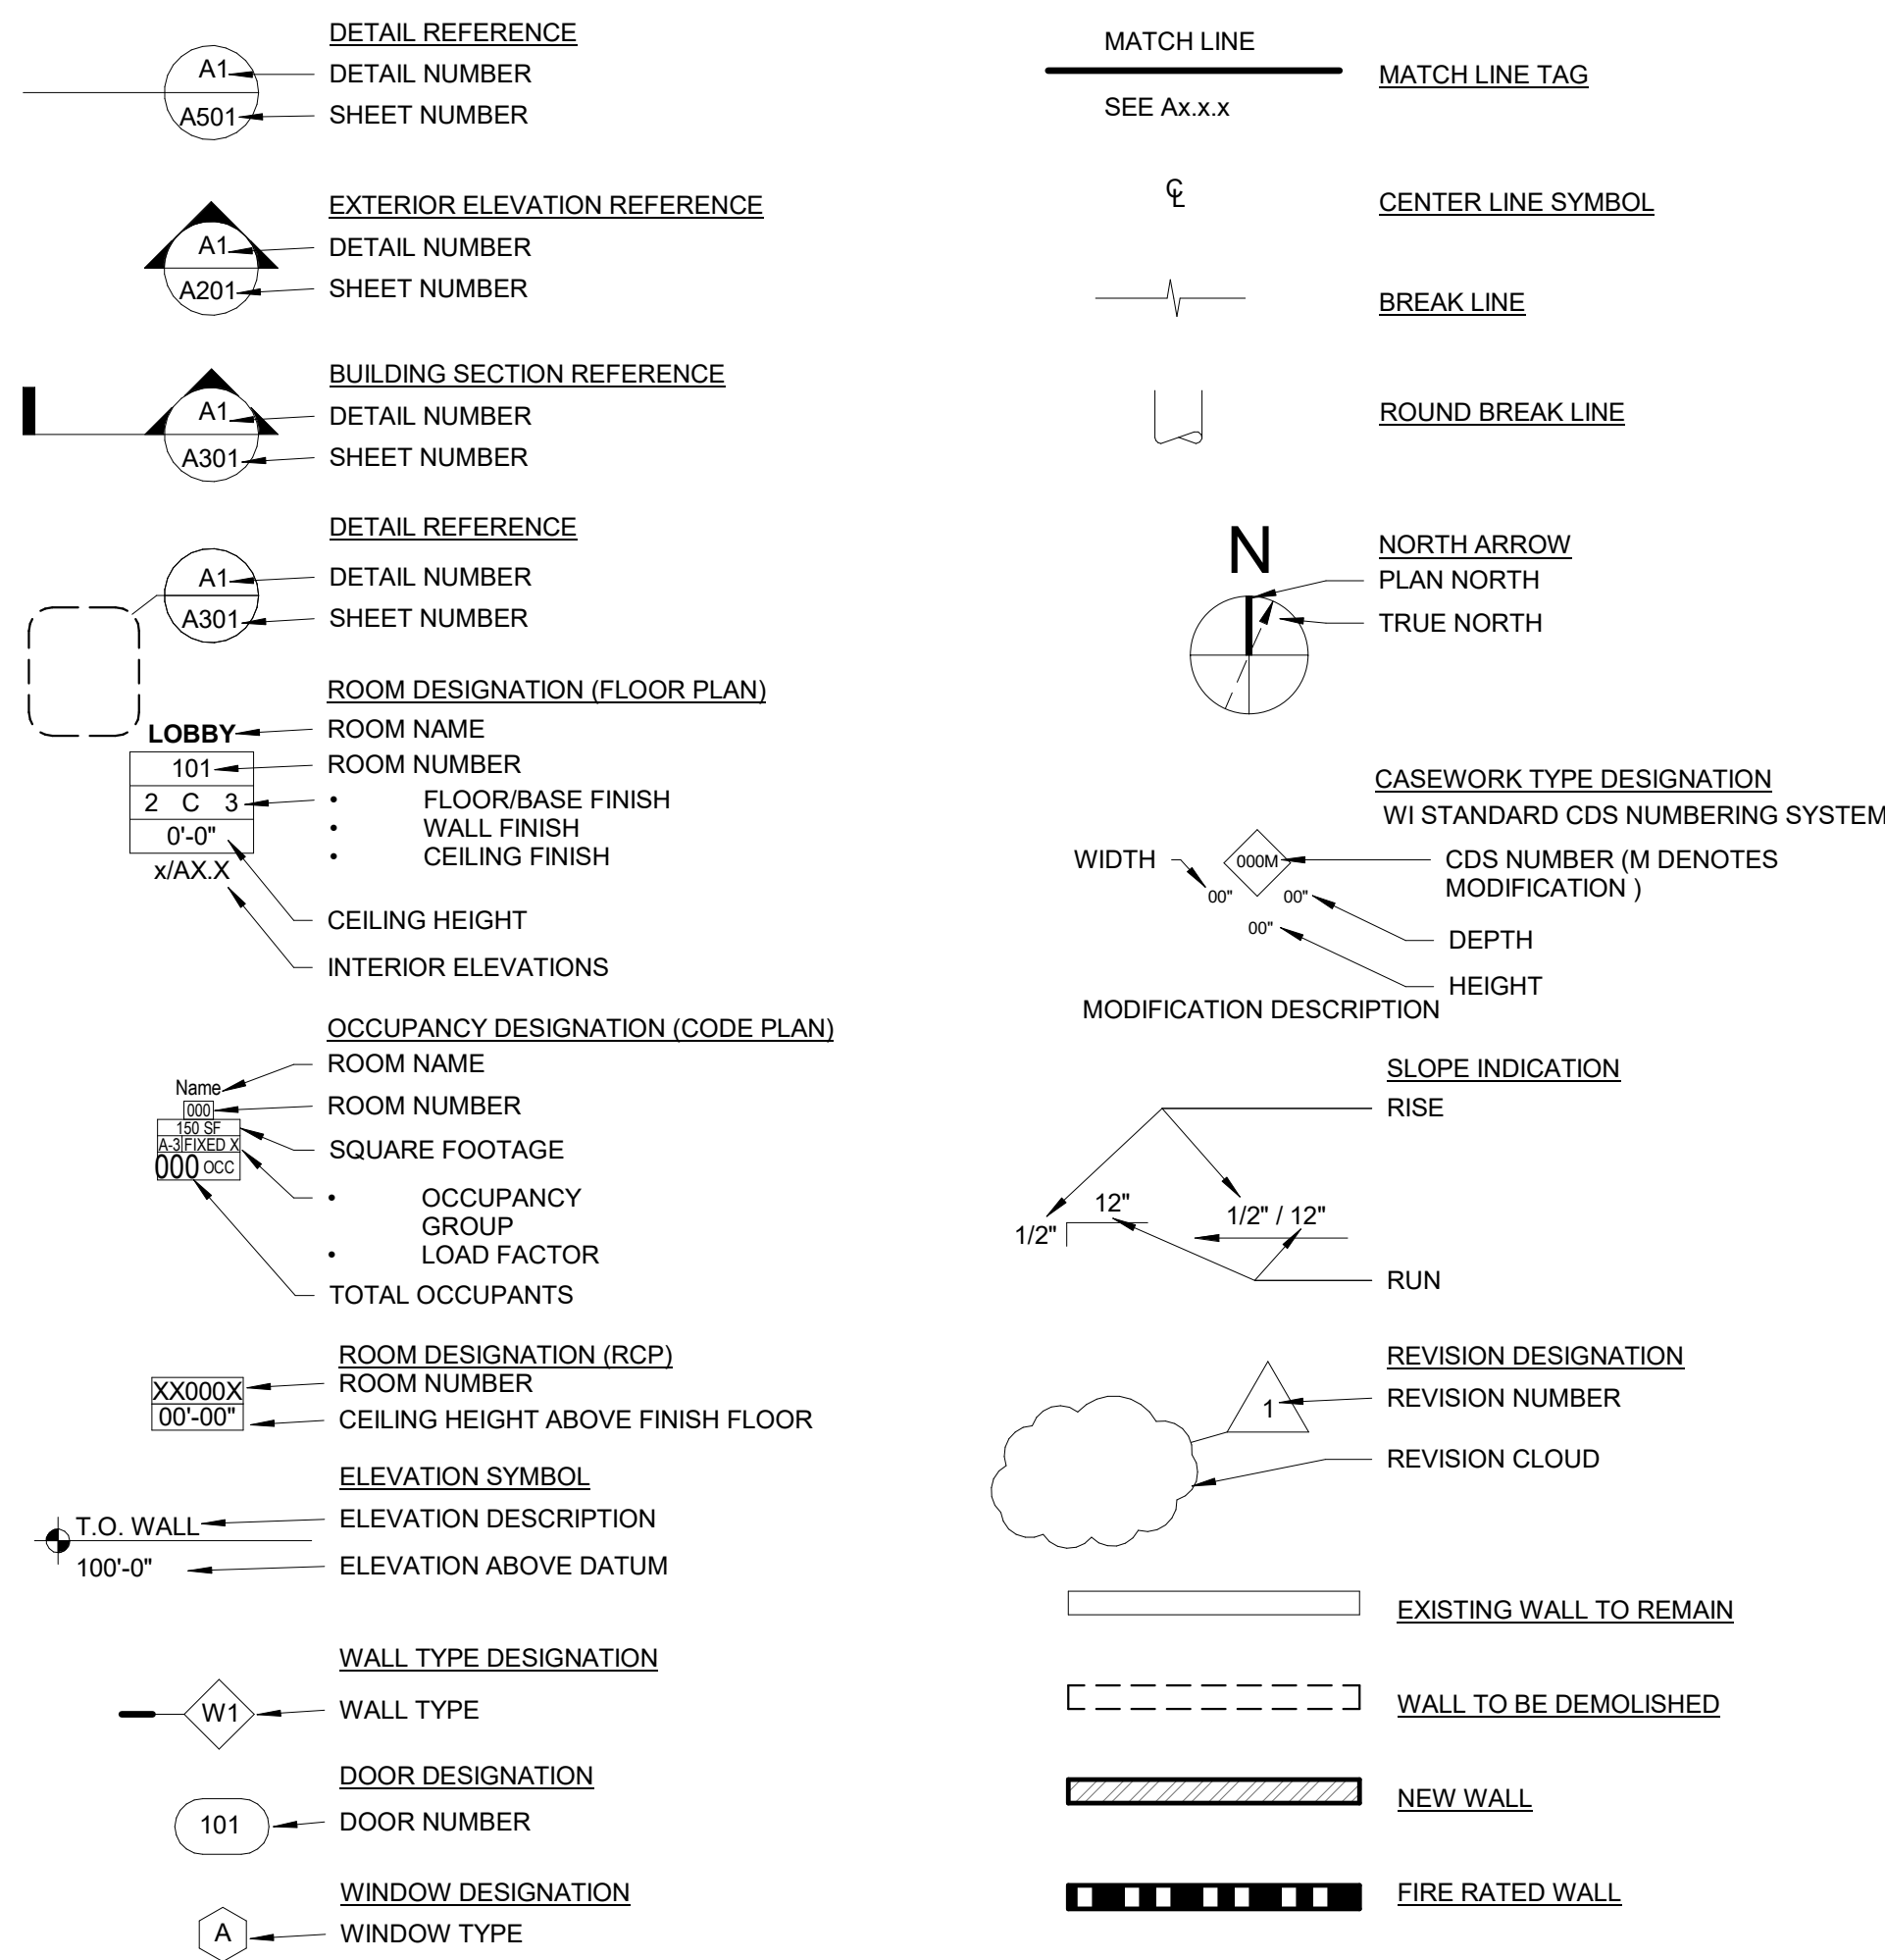 DETAIL REFERENCE
A1
DETAIL NUMBER
A501
SHEET NUMBER
EXTERIOR ELEVATION REFERENCE
A1
DETAIL NUMBER
A201
SHEET NUMBER
BUILDING SECTION REFERENCE
A1
DETAIL NUMBER
A301
SHEET NUMBER
DETAIL REFERENCE
A1
DETAIL NUMBER
A301
SHEET NUMBER
ROOM DESIGNATION (FLOOR PLAN)
LOBBY
ROOM NAME
101
ROOM NUMBER
2 C 3
• FLOOR/BASE FINISH
• WALL FINISH
• CEILING FINISH
0'-0"
x/AX.X
CEILING HEIGHT
INTERIOR ELEVATIONS
OCCUPANCY DESIGNATION (CODE PLAN)
ROOM NAME
Name
000
ROOM NUMBER
150 SF
A-3 FIXED X
SQUARE FOOTAGE
000 OCC
• OCCUPANCY
GROUP
• LOAD FACTOR
TOTAL OCCUPANTS
ROOM DESIGNATION (RCP)
XX000X
ROOM NUMBER
00'-00"
CEILING HEIGHT ABOVE FINISH FLOOR
ELEVATION SYMBOL
T.O. WALL
ELEVATION DESCRIPTION
100'-0"
ELEVATION ABOVE DATUM
WALL TYPE DESIGNATION
W1
WALL TYPE
DOOR DESIGNATION
101
DOOR NUMBER
WINDOW DESIGNATION
A
WINDOW TYPE
MATCH LINE
MATCH LINE TAG
SEE Ax.x.x
℄
CENTER LINE SYMBOL
BREAK LINE
ROUND BREAK LINE
N
NORTH ARROW
PLAN NORTH
TRUE NORTH
CASEWORK TYPE DESIGNATION
WI STANDARD CDS NUMBERING SYSTEM
WIDTH
000M
CDS NUMBER (M DENOTES
MODIFICATION )
00"
00"
00"
DEPTH
HEIGHT
MODIFICATION DESCRIPTION
SLOPE INDICATION
RISE
12"
1/2"
1/2" / 12"
RUN
REVISION DESIGNATION
1
REVISION NUMBER
REVISION CLOUD
EXISTING WALL TO REMAIN
WALL TO BE DEMOLISHED
NEW WALL
FIRE RATED WALL